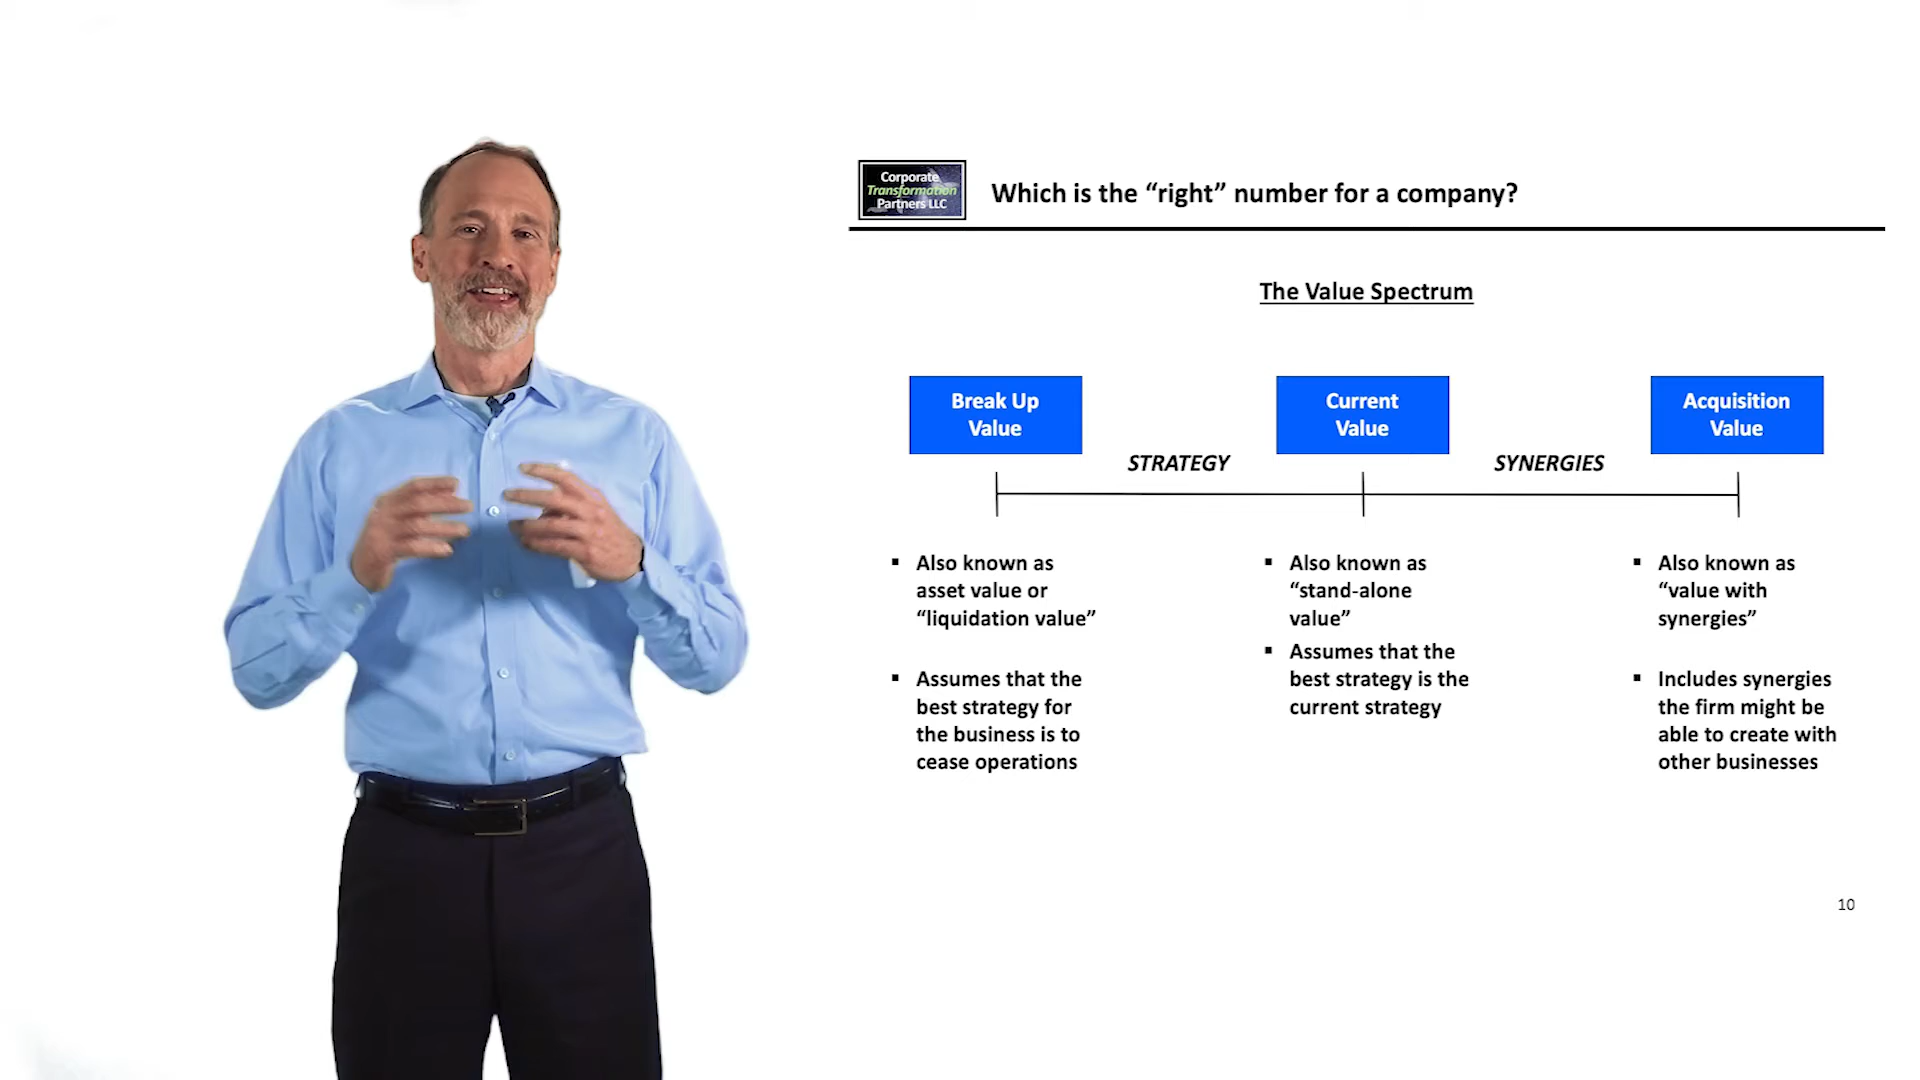 Corporate
Transformation
Partners LLC
Which is the “right” number for a company?
The Value Spectrum
Break Up
Value
Current
Value
Acquisition
Value
STRATEGY
SYNERGIES
▪ Also known as
asset value or
“liquidation value”
▪ Assumes that the
best strategy for
the business is to
cease operations
▪ Also known as
“stand-alone
value”
▪ Assumes that the
best strategy is the
current strategy
▪ Also known as
“value with
synergies”
▪ Includes synergies
the firm might be
able to create with
other businesses
10